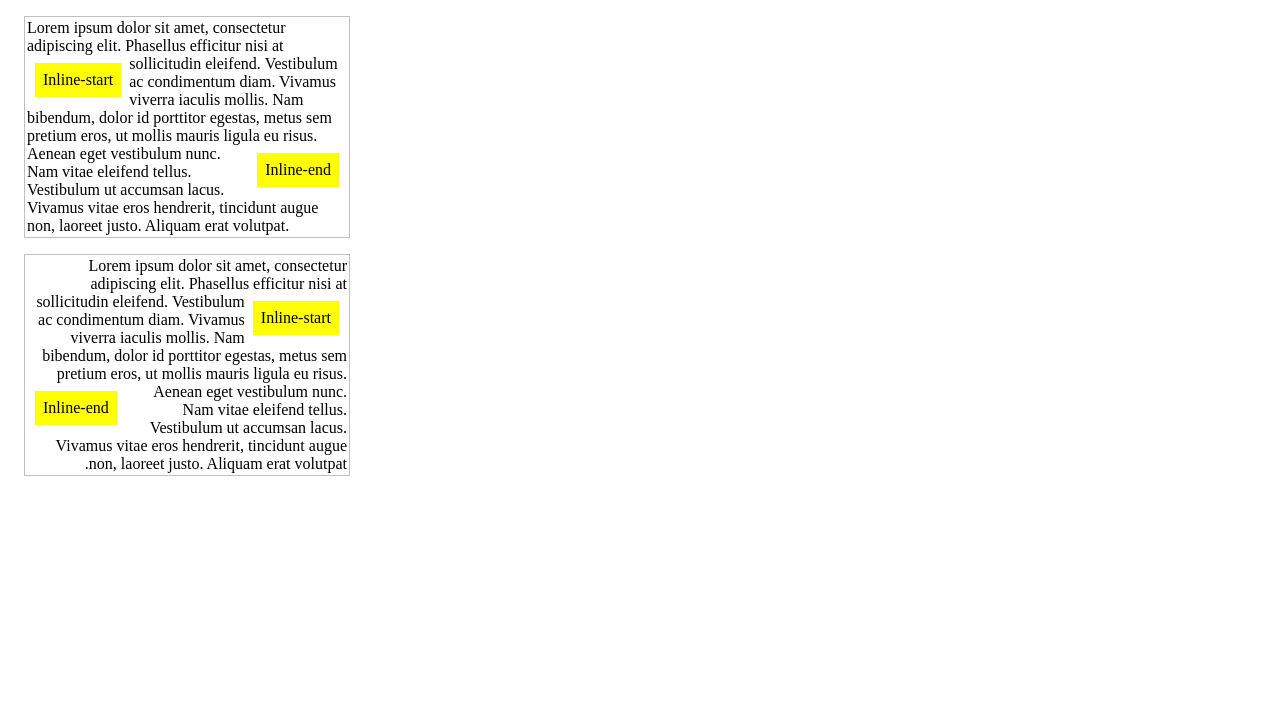 Lorem ipsum dolor sit amet, consectetur
adipiscing elit. Phasellus efficitur nisi at
sollicitudin eleifend. Vestibulum
Inline-start
ac condimentum diam. Vivamus
viverra iaculis mollis. Nam
bibendum, dolor id porttitor egestas, metus sem
pretium eros, ut mollis mauris ligula eu risus.
Aenean eget vestibulum nunc.
Inline-end
Nam vitae eleifend tellus.
Vestibulum ut accumsan lacus.
Vivamus vitae eros hendrerit, tincidunt augue
non, laoreet justo. Aliquam erat volutpat.
Lorem ipsum dolor sit amet, consectetur
adipiscing elit. Phasellus efficitur nisi at
sollicitudin eleifend. Vestibulum
Inline-start
ac condimentum diam. Vivamus
viverra iaculis mollis. Nam
bibendum, dolor id porttitor egestas, metus sem
pretium eros, ut mollis mauris ligula eu risus.
Aenean eget vestibulum nunc.
Inline-end
Nam vitae eleifend tellus.
Vestibulum ut accumsan lacus.
Vivamus vitae eros hendrerit, tincidunt augue
.non, laoreet justo. Aliquam erat volutpat